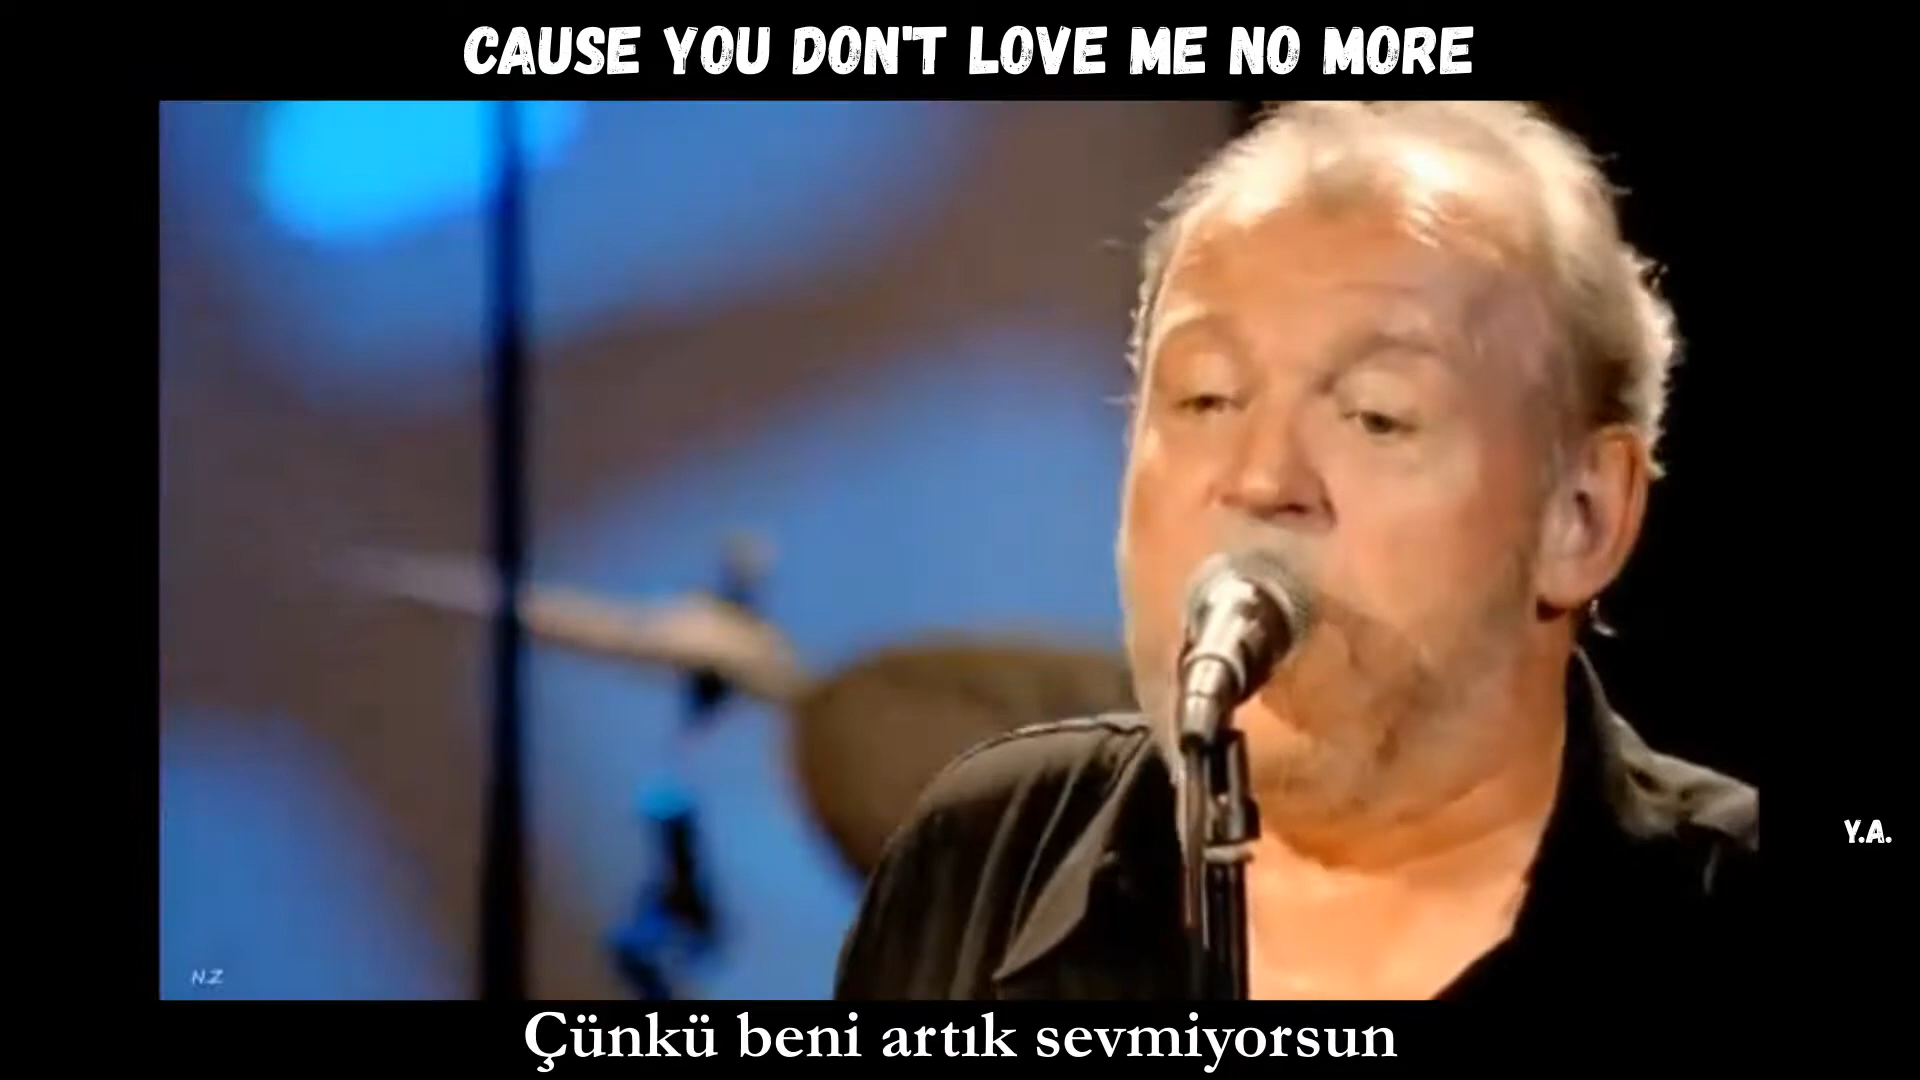 CAUSE YOU DON'T LOVE ME NO MORE
Y.A.
N.Z
Çünkü beni artık sevmiyorsun